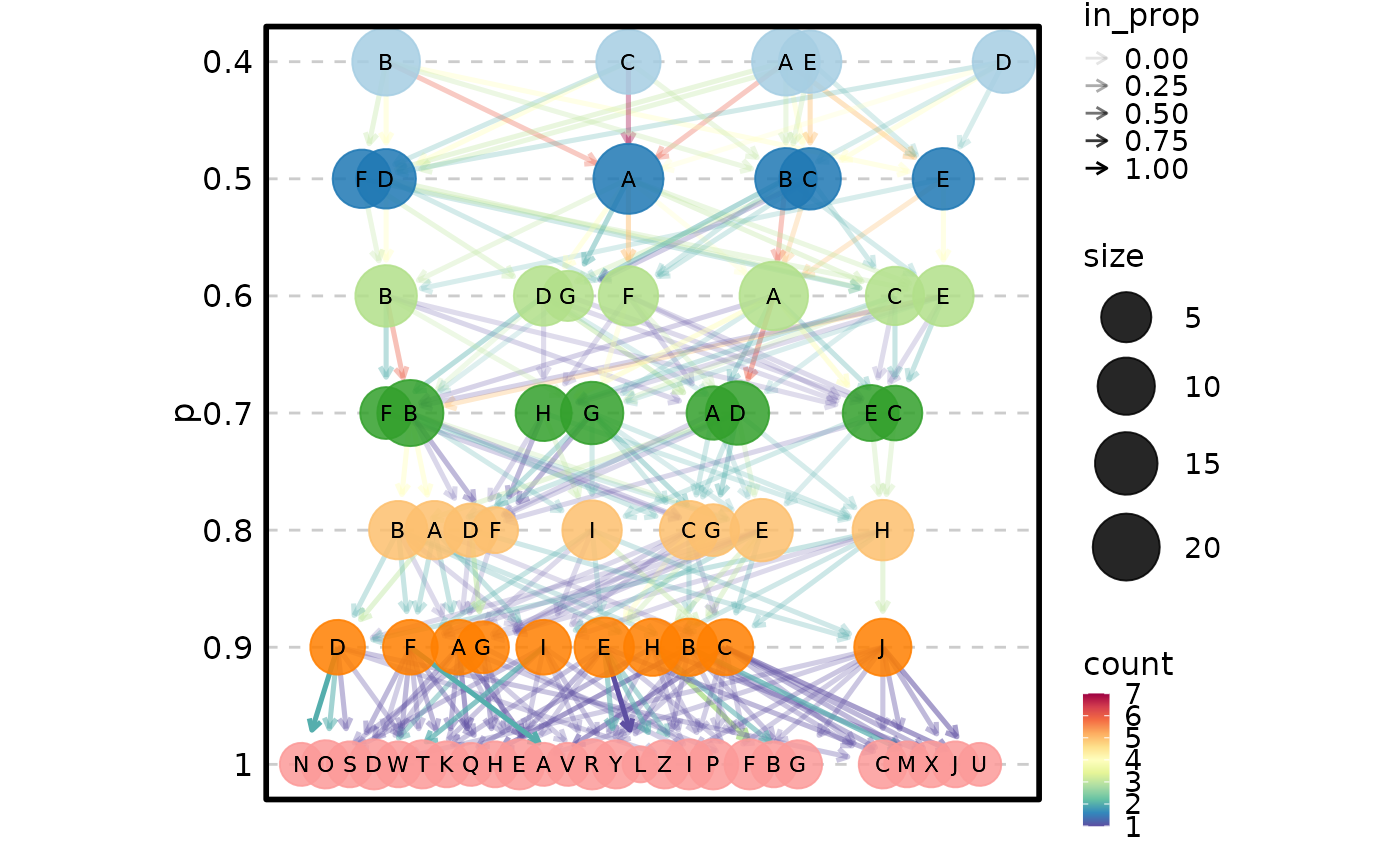 p
0.4
B C A E D
0.5
F D A B C E
0.6
B D G F A C E
0.7
F B H G A D E C
0.8
B A D F I C G E H
0.9
D F A G I E H B C J
1
N O S D W T K Q H E A V R Y L Z I P F B G C M X J U
in_prop
0.00
0.25
0.50
0.75
1.00
size
5
10
15
20
count
7
6
5
4
3
2
1